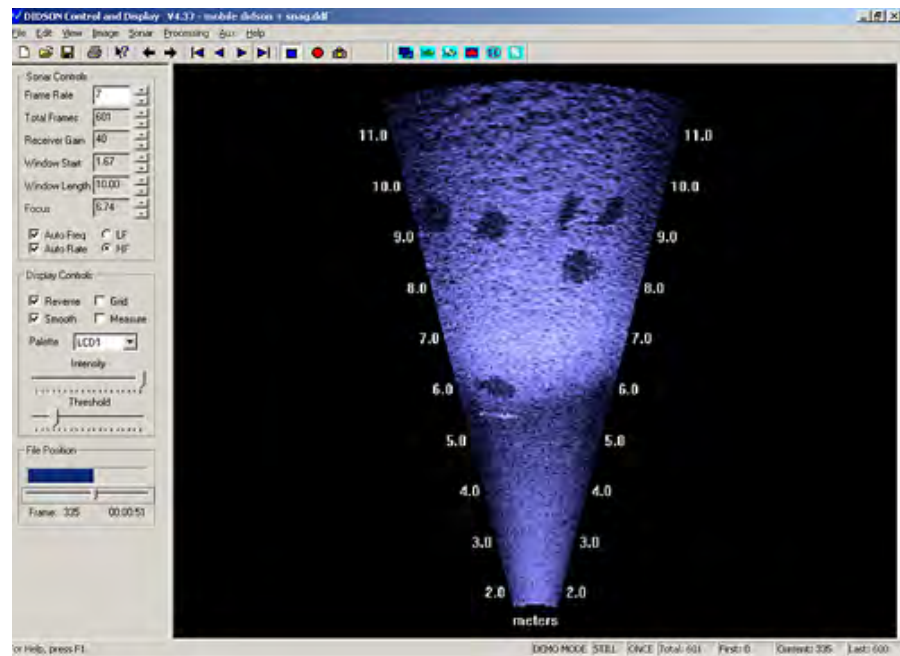 DIDSON Control and Display V4.37 - mobile didson + snag.ddf
File Edit View Image Sonar Processing Aux Help
Sonar Controls
Frame Rate 7
Total Frames 601
Receiver Gain 40
Window Start 1.67
Window Length 10.00
Focus 6.74
Auto Freq LF
Auto Rate HF
Display Controls
Reverse Grid
Smooth Measure
Palette LCD1
Intensity
Threshold
File Position
Frame: 335 00:00:51
11.0 11.0
10.0 10.0
9.0 9.0
8.0 8.0
7.0 7.0
6.0 6.0
5.0 5.0
4.0 4.0
3.0 3.0
2.0 2.0
meters
or Help, press F1
DEMO MODE STILL ONCE Total: 601 First: 0 Current: 335 Last: 600